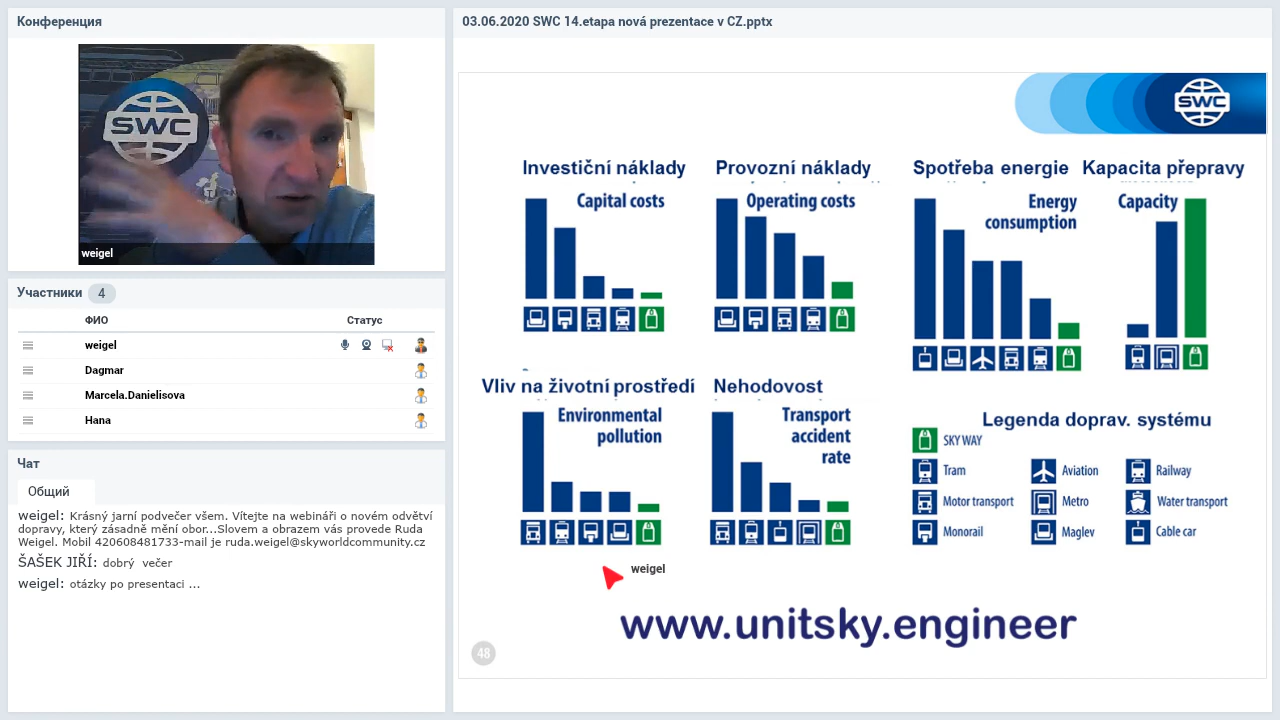 Конференция
SWC
weigel
Участники 4
ФИО Статус
weigel
Dagmar
Marcela.Danielisova
Hana
Чат
Общий
weigel: Krásný jarní podvečer všem. Vítejte na webináři o novém odvětví
dopravy, který zásadně mění obor...Slovem a obrazem vás provede Ruda
Weigel. Mobil 420608481733-mail je ruda.weigel@skyworldcommunity.cz
ŠAŠEK JIŘÍ: dobrý večer
weigel: otázky po presentaci ...
03.06.2020 SWC 14.etapa nová prezentace v CZ.pptx
SWC
Investiční náklady
Capital costs
Provozní náklady
Operating costs
Spotřeba energie
Energy
consumption
Kapacita přepravy
Capacity
Vliv na životní prostředí
Environmental
pollution
Nehodovost
Transport
accident
rate
Legenda doprav. systému
SKY WAY
Tram
Aviation
Railway
Motor transport
Metro
Water transport
Monorail
Maglev
Cable car
weigel
www.unitsky.engineer
48